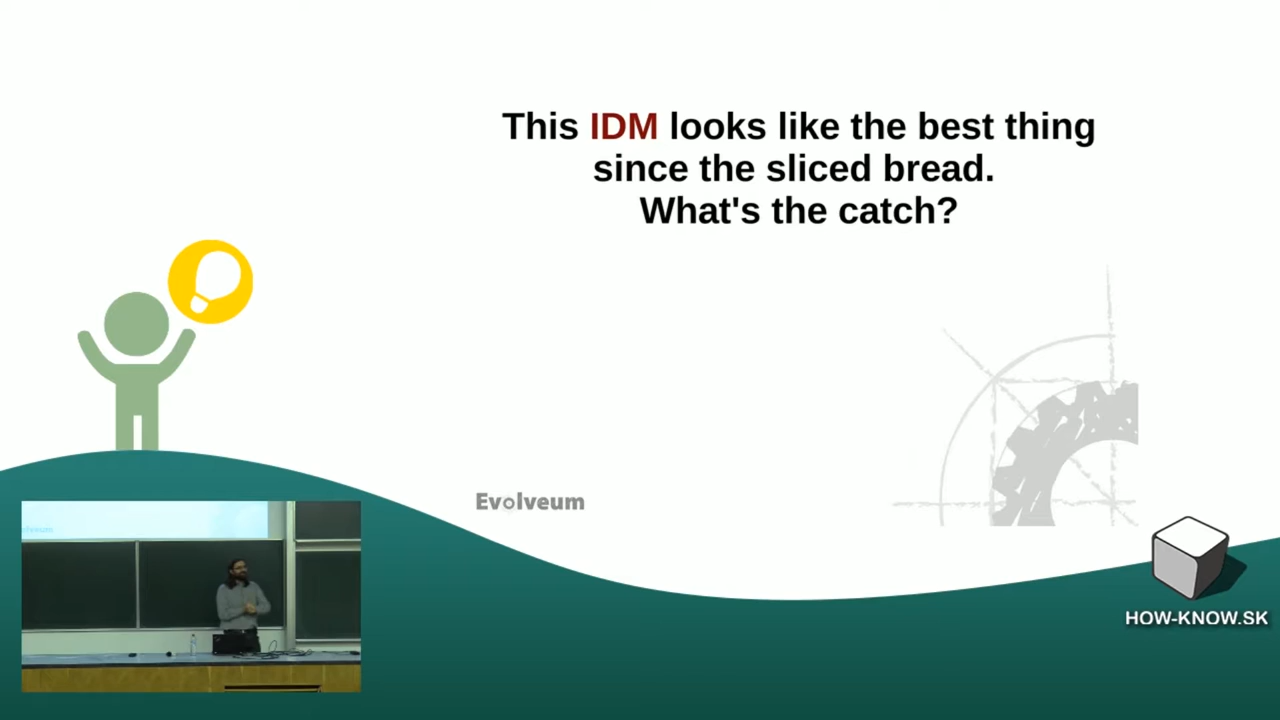 This IDM looks like the best thing
since the sliced bread.
What's the catch?
Evolveum
HOW-KNOW.SK